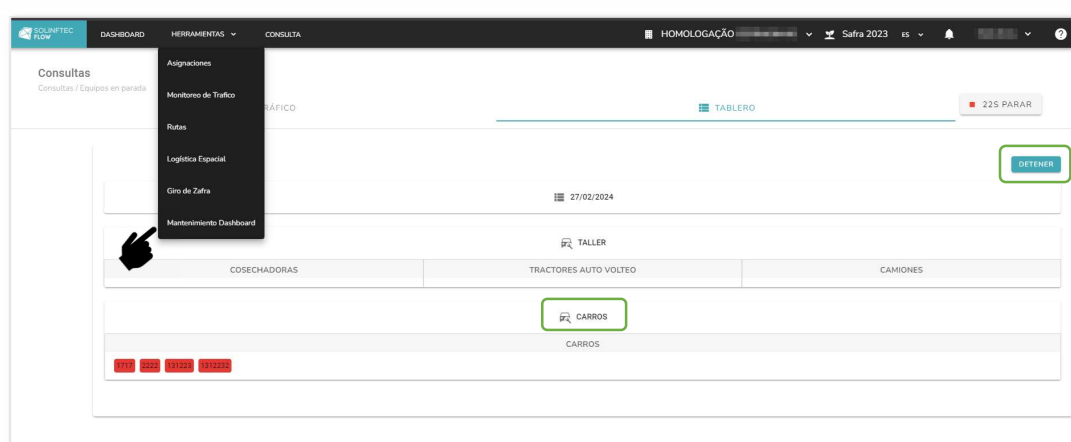 SOLINFTEC FLOW DASHBOARD HERRAMIENTAS CONSULTA HOMOLOGAÇÃO Safra 2023 ES
Asignaciones
Monitoreo de Trafico
Rutas
Logística Espacial
Giro de Zafra
Mantenimiento Dashboard
Consultas
Consultas / Equipos en parada
RÁFICO TABLERO 22S PARAR
DETENER
27/02/2024
TALLER
COSECHADORAS TRACTORES AUTO VOLTEO CAMIONES
CARROS
CARROS
1717 2222 131223 1312232